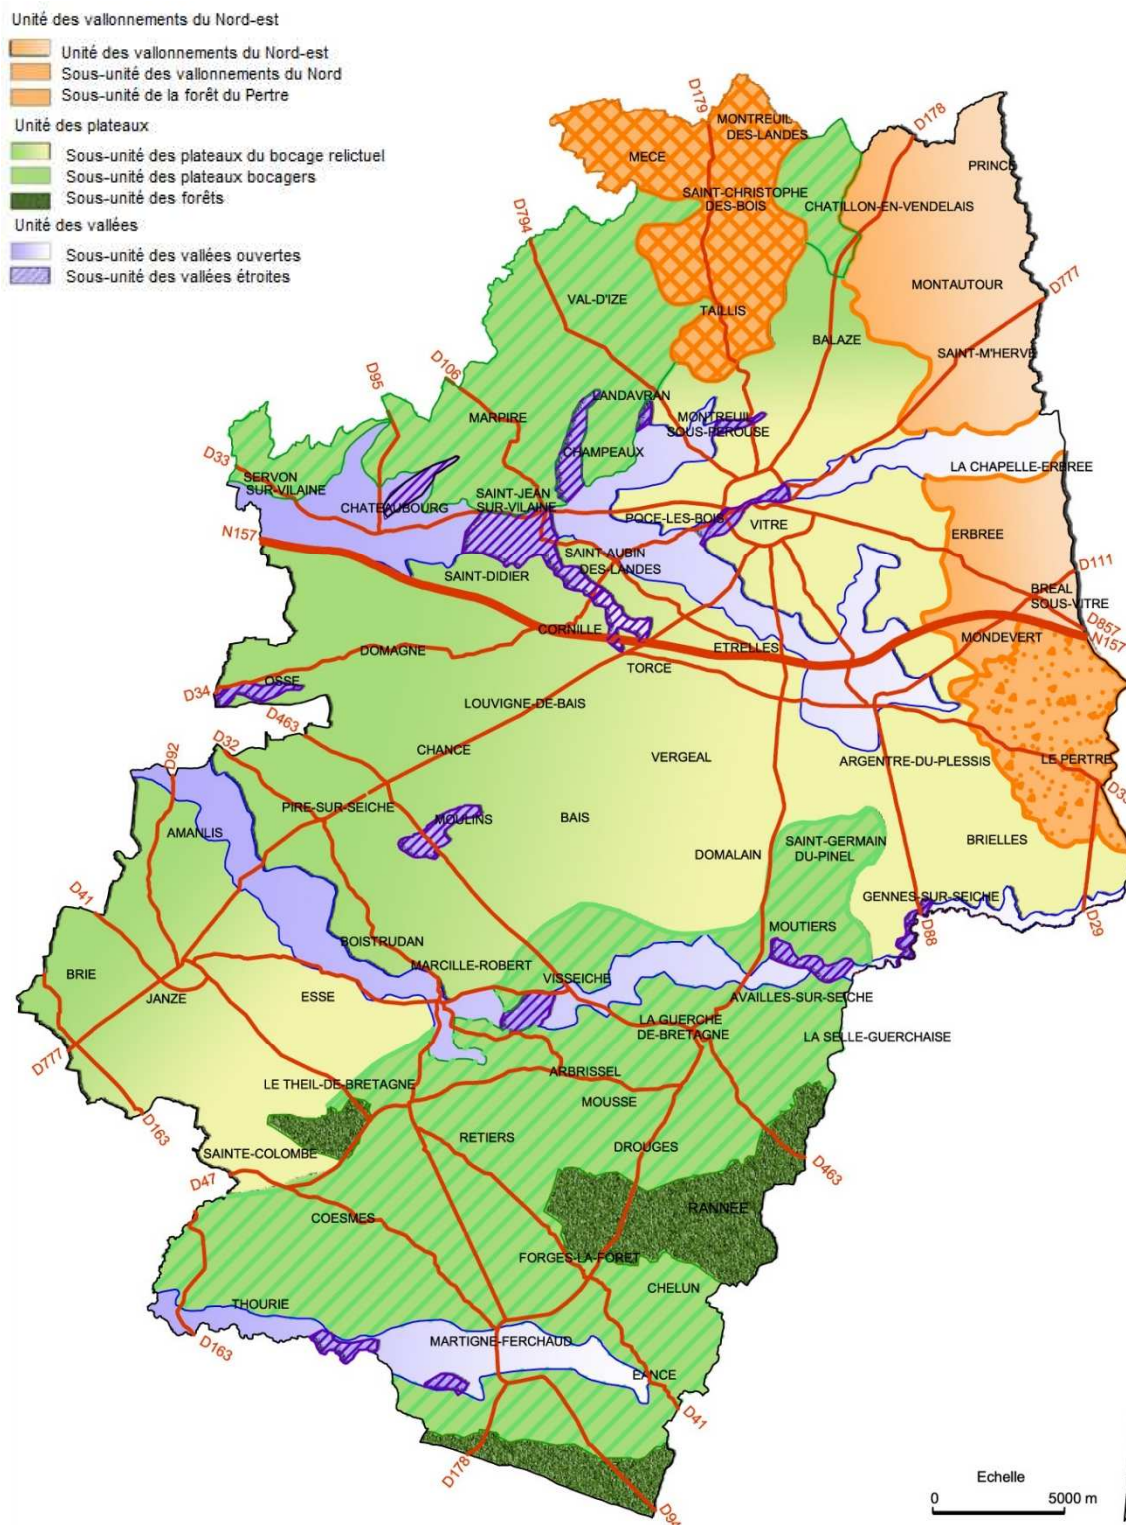 Unité des vallonnements du Nord-est
Unité des vallonnements du Nord-est
Sous-unité des vallonnements du Nord
Sous-unité de la forêt du Pertre
Unité des plateaux
Sous-unité des plateaux du bocage relictuel
Sous-unité des plateaux bocagers
Sous-unité des forêts
Unité des vallées
Sous-unité des vallées ouvertes
Sous-unité des vallées étroites
D179
MONTREUIL
DES-LANDES
D178
MECE
PRINCE
SAINT-CHRISTOPHE
DES-BOIS
CHATILLON-EN-VENDELAIS
D794
VAL-D'IZE
MONTAUTOUR
D777
TAILLIS
BALAZE
SAINT-M'HERVE
D95
D106
LANDAVRAN
MARPIRE
MONTREUIL
SOUS-PEROUSE
D33
CHAMPEAUX
SERVON
SUR-VILAINE
LA CHAPELLE-ERBREE
SAINT-JEAN
SUR-VILAINE
CHATEAUBOURG
POCE-LES-BOIS
VITRE
N157
ERBREE
SAINT-AUBIN
DES-LANDES
D111
SAINT-DIDIER
BREAL
SOUS-VITRE
D857
N157
CORNILLE
MONDEVERT
DOMAGNE
ETRELLES
TORCE
OSSE
D34
LOUVIGNE-DE-BAIS
D463
D92
D32
CHANCE
VERGEAL
ARGENTRE-DU-PLESSIS
LE PERTRE
D33
PIRE-SUR-SEICHE
MOULINS
BAIS
AMANLIS
DOMALAIN
SAINT-GERMAIN
DU-PINEL
BRIELLES
D41
GENNES-SUR-SEICHE
D88
D29
MOUTIERS
BOISTRUDAN
MARCILLE-ROBERT
BRIE
VISSEICHE
JANZE
ESSE
AVAILLES-SUR-SEICHE
LA GUERCHE
DE-BRETAGNE
LA SELLE-GUERCHAISE
D777
ARBRISSEL
LE THEIL-DE-BRETAGNE
MOUSSE
D163
RETIERS
DROUGES
SAINTE-COLOMBE
D463
D47
RANNEE
COESMES
FORGES-LA-FORET
CHELUN
THOURIE
D163
MARTIGNE-FERCHAUD
EANCE
D41
D178
D94
Echelle
0 5000 m